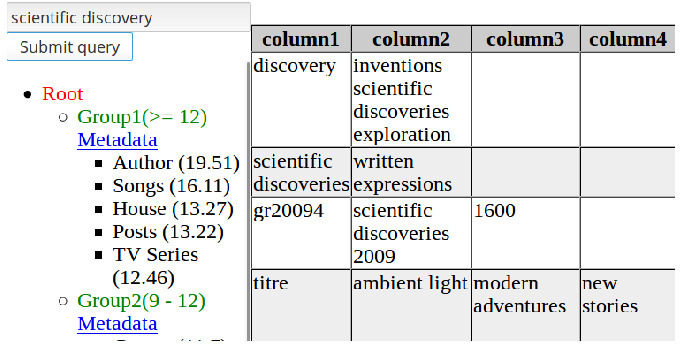 scientific discovery
Submit query
Root
Group1(>= 12)
Metadata
Author (19.51)
Songs (16.11)
House (13.27)
Posts (13.22)
TV Series
(12.46)
Group2(9 - 12)
Metadata
column1 column2 column3 column4
discovery inventions
scientific
discoveries
exploration
scientific written
discoveries expressions
gr20094 scientific 1600
discoveries
2009
titre ambient light modern new
adventures stories